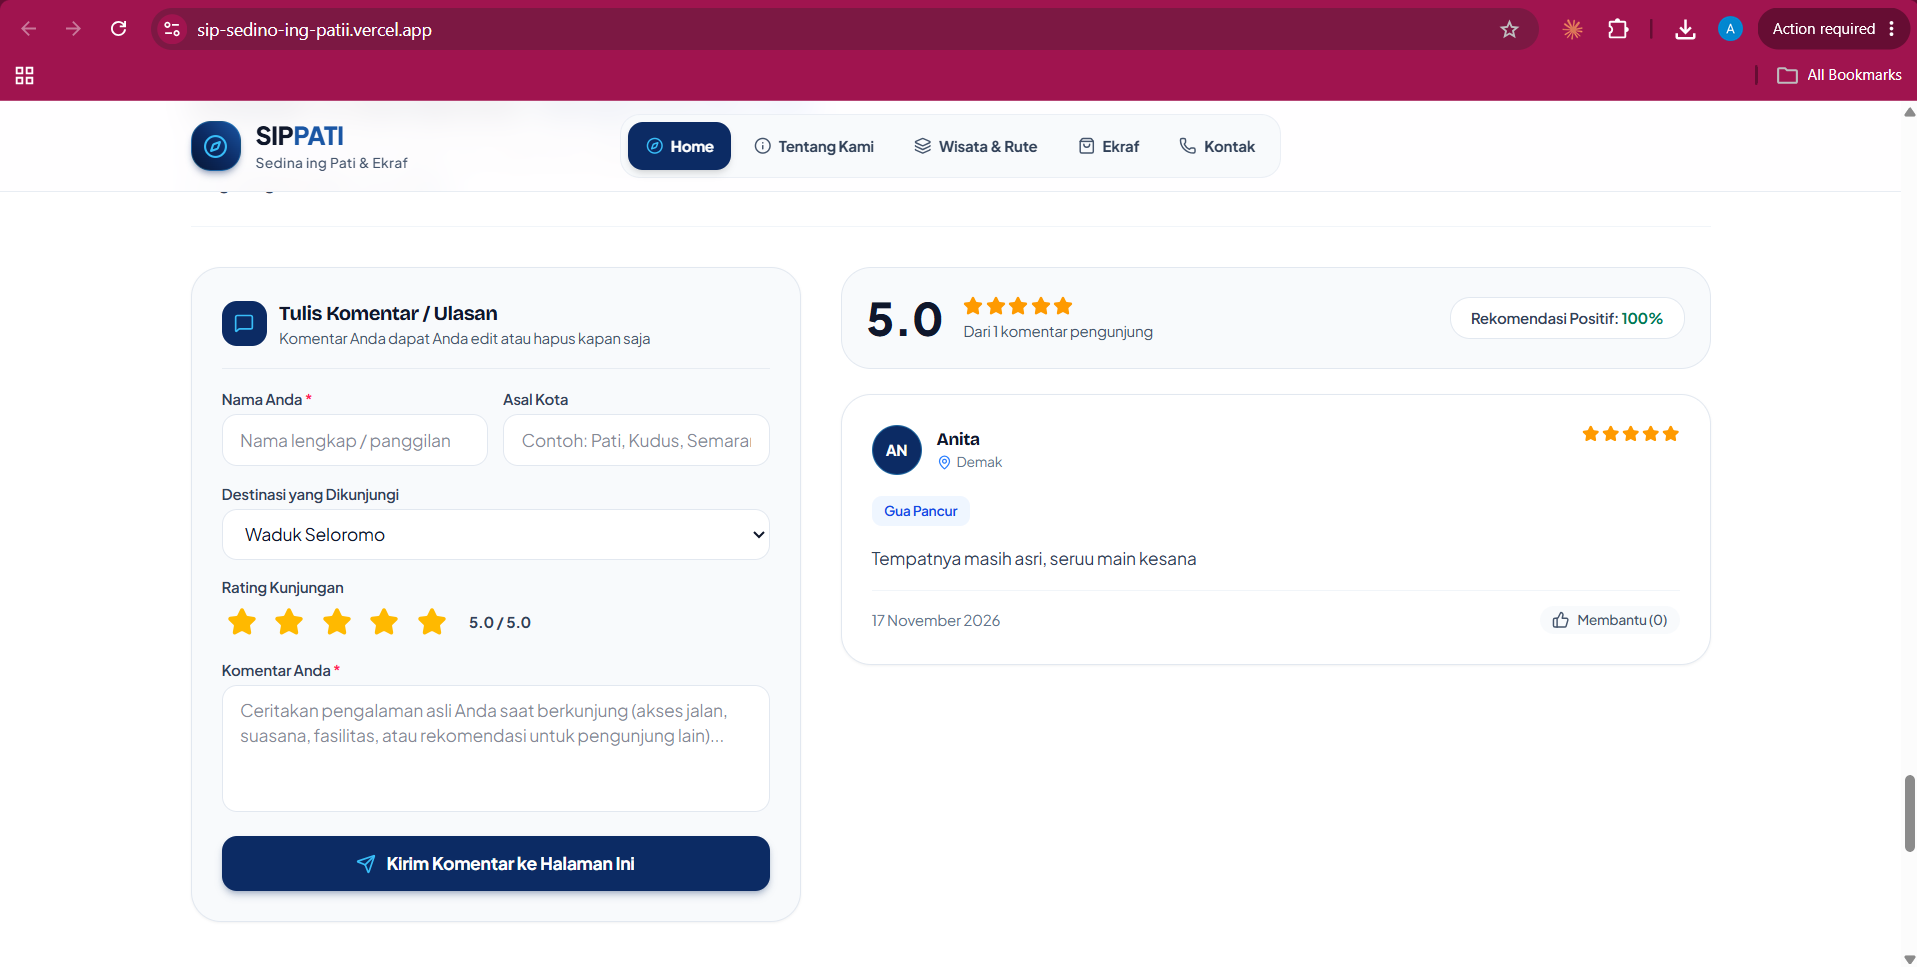 sip-sedino-ing-patii.vercel.app
A
Action required
All Bookmarks
SIPPATI
Sedina ing Pati & Ekraf
Home
Tentang Kami
Wisata & Rute
Ekraf
Kontak
Tulis Komentar / Ulasan
Komentar Anda dapat Anda edit atau hapus kapan saja
Nama Anda *
Asal Kota
Nama lengkap / panggilan
Contoh: Pati, Kudus, Semarar
Destinasi yang Dikunjungi
Waduk Seloromo
Rating Kunjungan
5.0 / 5.0
Komentar Anda *
Ceritakan pengalaman asli Anda saat berkunjung (akses jalan,
suasana, fasilitas, atau rekomendasi untuk pengunjung lain)...
Kirim Komentar ke Halaman Ini
5.0
Dari 1 komentar pengunjung
Rekomendasi Positif: 100%
AN
Anita
Demak
Gua Pancur
Tempatnya masih asri, seruu main kesana
17 November 2026
Membantu (0)